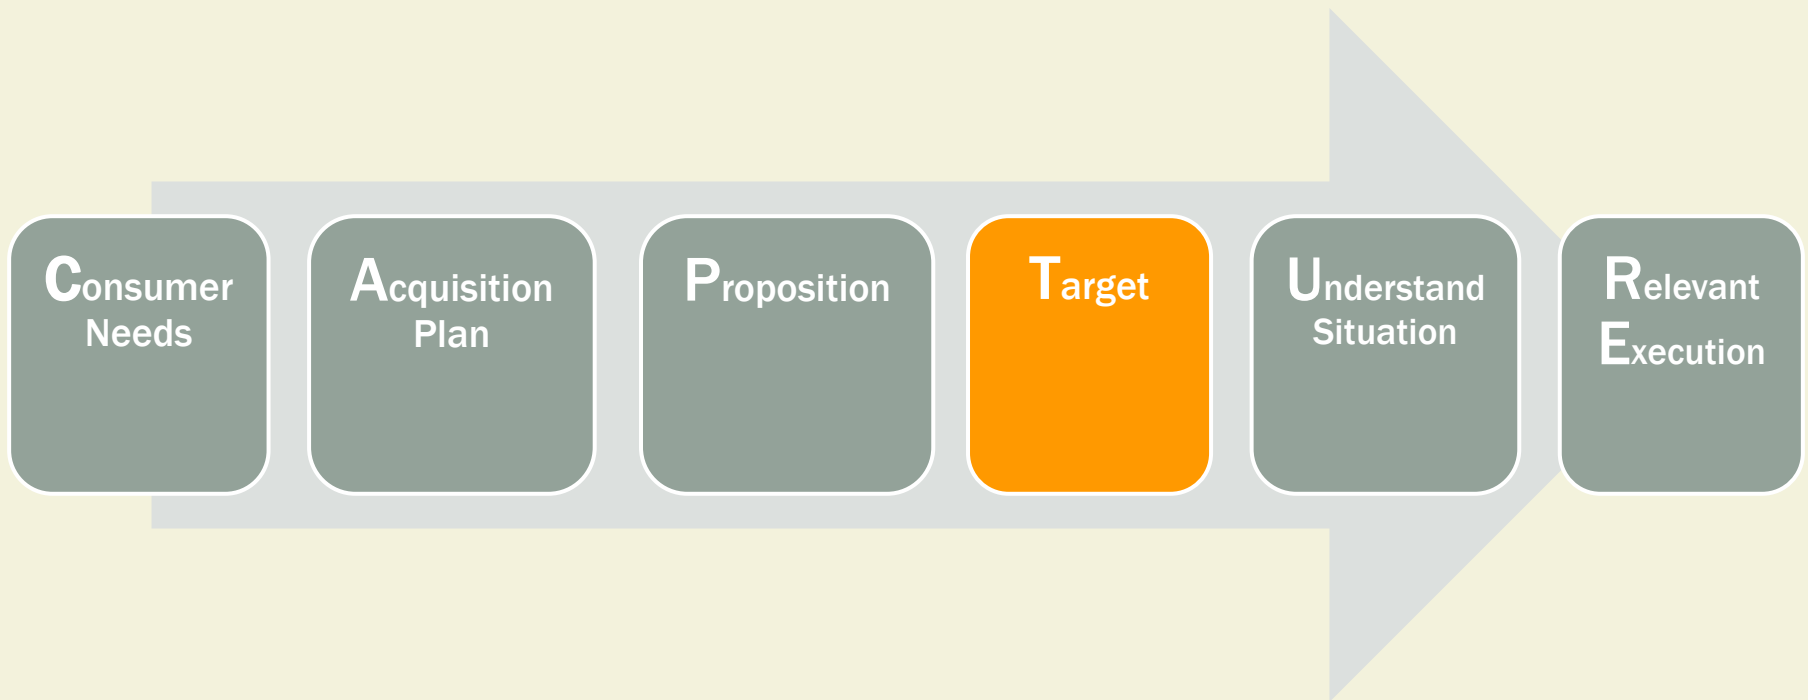 Consumer
Needs
Acquisition
Plan
Proposition
Target
Understand
Situation
Relevant
Execution